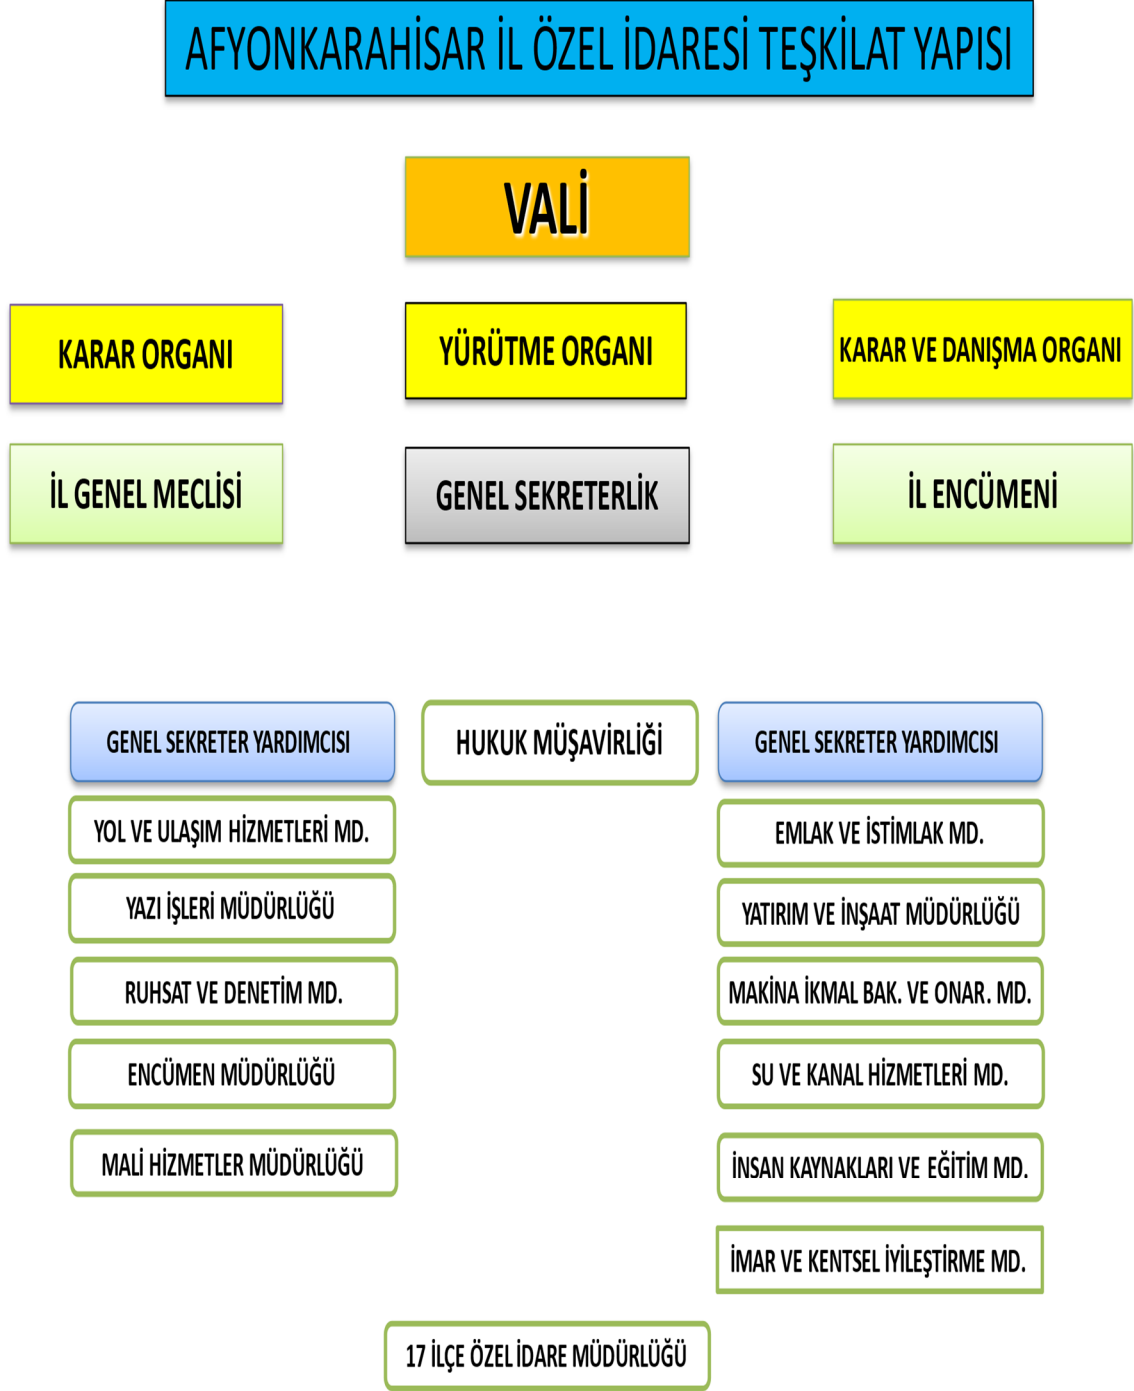 AFYONKARAHİSAR İL ÖZEL İDARESİ TEŞKİLAT YAPISI
VALİ
KARAR ORGANI
YÜRÜTME ORGANI
KARAR VE DANIŞMA ORGANI
İL GENEL MECLİSİ
GENEL SEKRETERLİK
İL ENCÜMENİ
GENEL SEKRETER YARDIMCISI
HUKUK MÜŞAVİRLİĞİ
GENEL SEKRETER YARDIMCISI
YOL VE ULAŞIM HİZMETLERİ MD.
YAZI İŞLERİ MÜDÜRLÜĞÜ
RUHSAT VE DENETİM MD.
ENCÜMEN MÜDÜRLÜĞÜ
MALİ HİZMETLER MÜDÜRLÜĞÜ
EMLAK VE İSTİMLAK MD.
YATIRIM VE İNŞAAT MÜDÜRLÜĞÜ
MAKİNA İKMAL BAK. VE ONAR. MD.
SU VE KANAL HİZMETLERİ MD.
İNSAN KAYNAKLARI VE EĞİTİM MD.
İMAR VE KENTSEL İYİLEŞTİRME MD.
17 İLÇE ÖZEL İDARE MÜDÜRLÜĞÜ